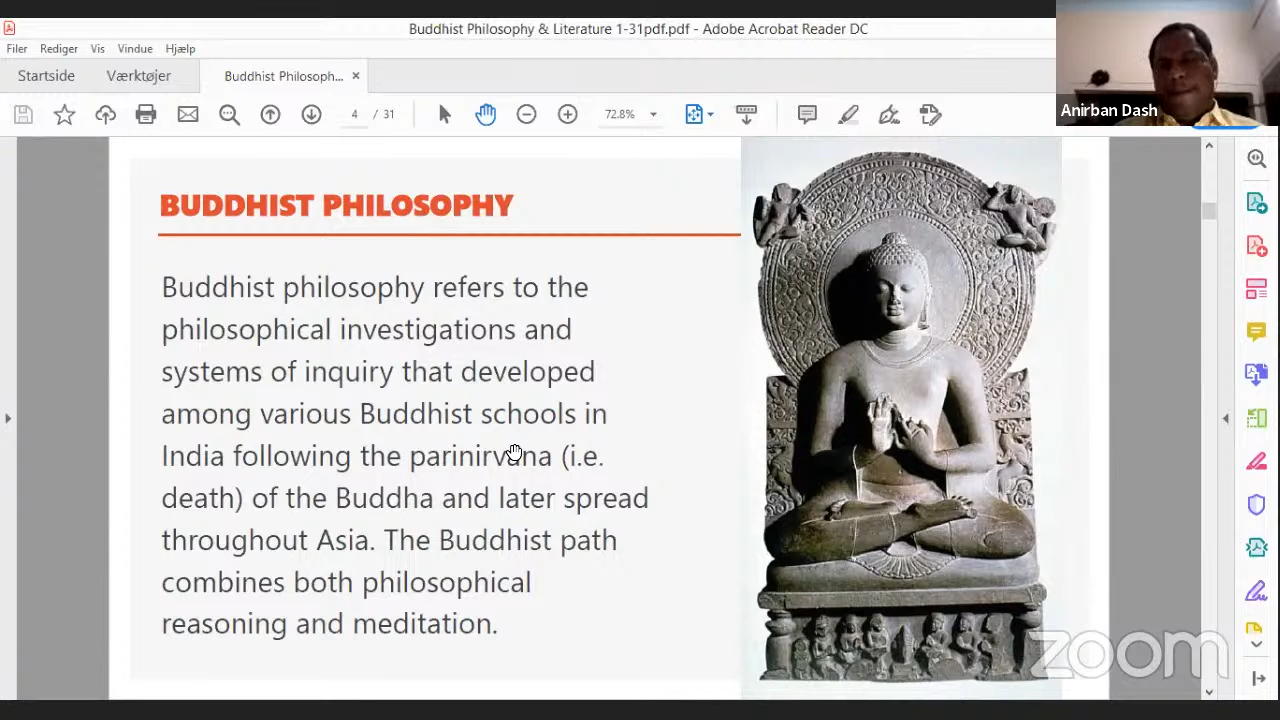 Buddhist Philosophy & Literature 1-31pdf.pdf - Adobe Acrobat Reader DC
Filer Rediger Vis Vindue Hjælp
Startside Værktøjer Buddhist Philosoph... ×
4 / 31 72.8%
Anirban Dash
BUDDHIST PHILOSOPHY
Buddhist philosophy refers to the
philosophical investigations and
systems of inquiry that developed
among various Buddhist schools in
India following the parinirvana (i.e.
death) of the Buddha and later spread
throughout Asia. The Buddhist path
combines both philosophical
reasoning and meditation.
zoom